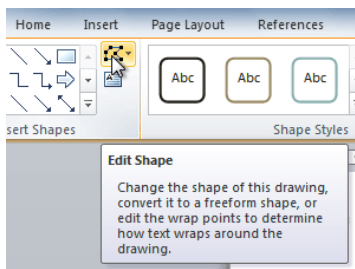 Home Insert Page Layout References
Abc Abc Abc
sert Shapes Shape Styles
Edit Shape
Change the shape of this drawing,
convert it to a freeform shape, or
edit the wrap points to determine
how text wraps around the
drawing.